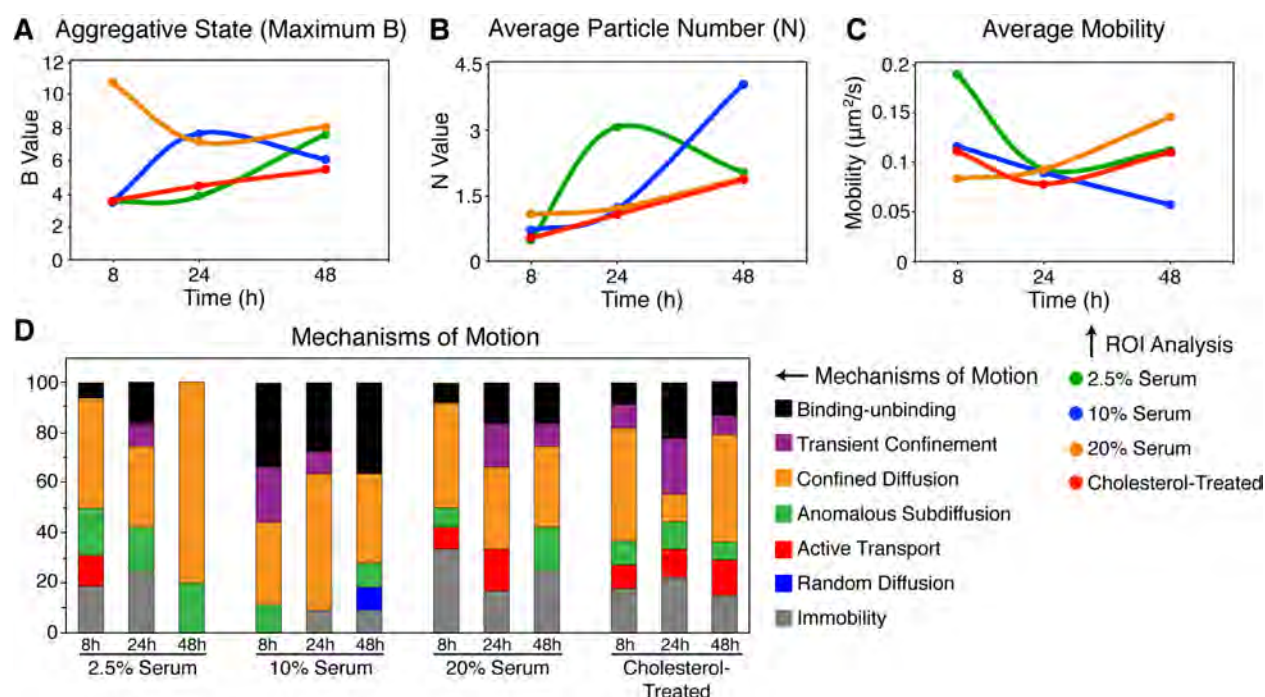 A Aggregative State (Maximum B)
B Average Particle Number (N)
C Average Mobility
12
10
8
6
4
2
0
B Value
8 24 48
Time (h)
4.5
3
1.5
0
N Value
8 24 48
Time (h)
0.2
0.15
0.1
0.05
0
Mobility (µm²/s)
8 24 48
Time (h)
D Mechanisms of Motion
100
80
60
40
20
0
8h 24h 48h
2.5% Serum
8h 24h 48h
10% Serum
8h 24h 48h
20% Serum
8h 24h 48h
Cholesterol-
Treated
← Mechanisms of Motion
Binding-unbinding
Transient Confinement
Confined Diffusion
Anomalous Subdiffusion
Active Transport
Random Diffusion
Immobility
↑ ROI Analysis
2.5% Serum
10% Serum
20% Serum
Cholesterol-Treated